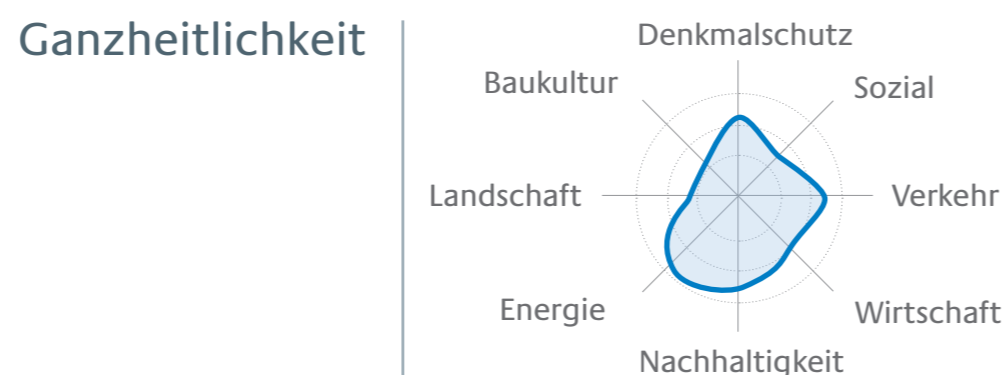 Ganzheitlichkeit
Denkmalschutz
Baukultur
Sozial
Landschaft
Verkehr
Energie
Wirtschaft
Nachhaltigkeit